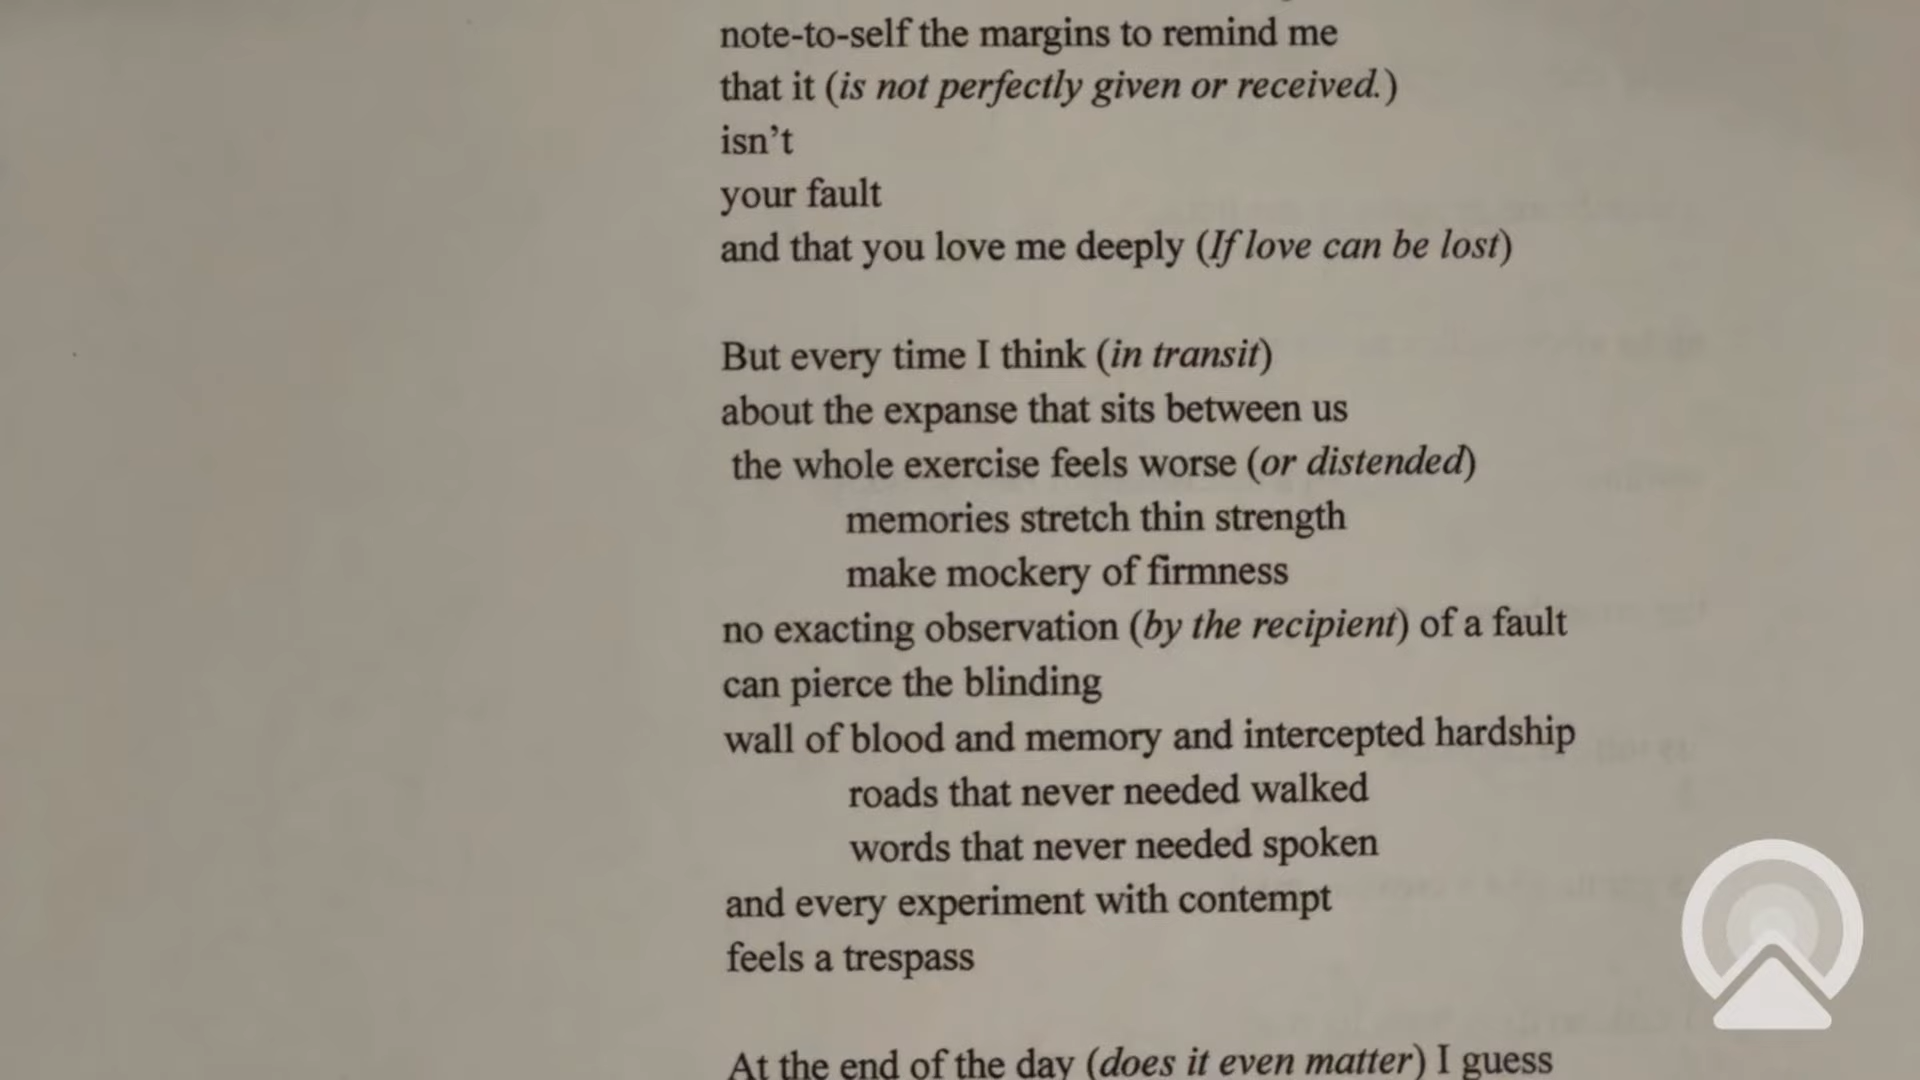 note-to-self the margins to remind me
that it (is not perfectly given or received.)
isn’t
your fault
and that you love me deeply (If love can be lost)
But every time I think (in transit)
about the expanse that sits between us
the whole exercise feels worse (or distended)
memories stretch thin strength
make mockery of firmness
no exacting observation (by the recipient) of a fault
can pierce the blinding
wall of blood and memory and intercepted hardship
roads that never needed walked
words that never needed spoken
and every experiment with contempt
feels a trespass
At the end of the day (does it even matter) I guess